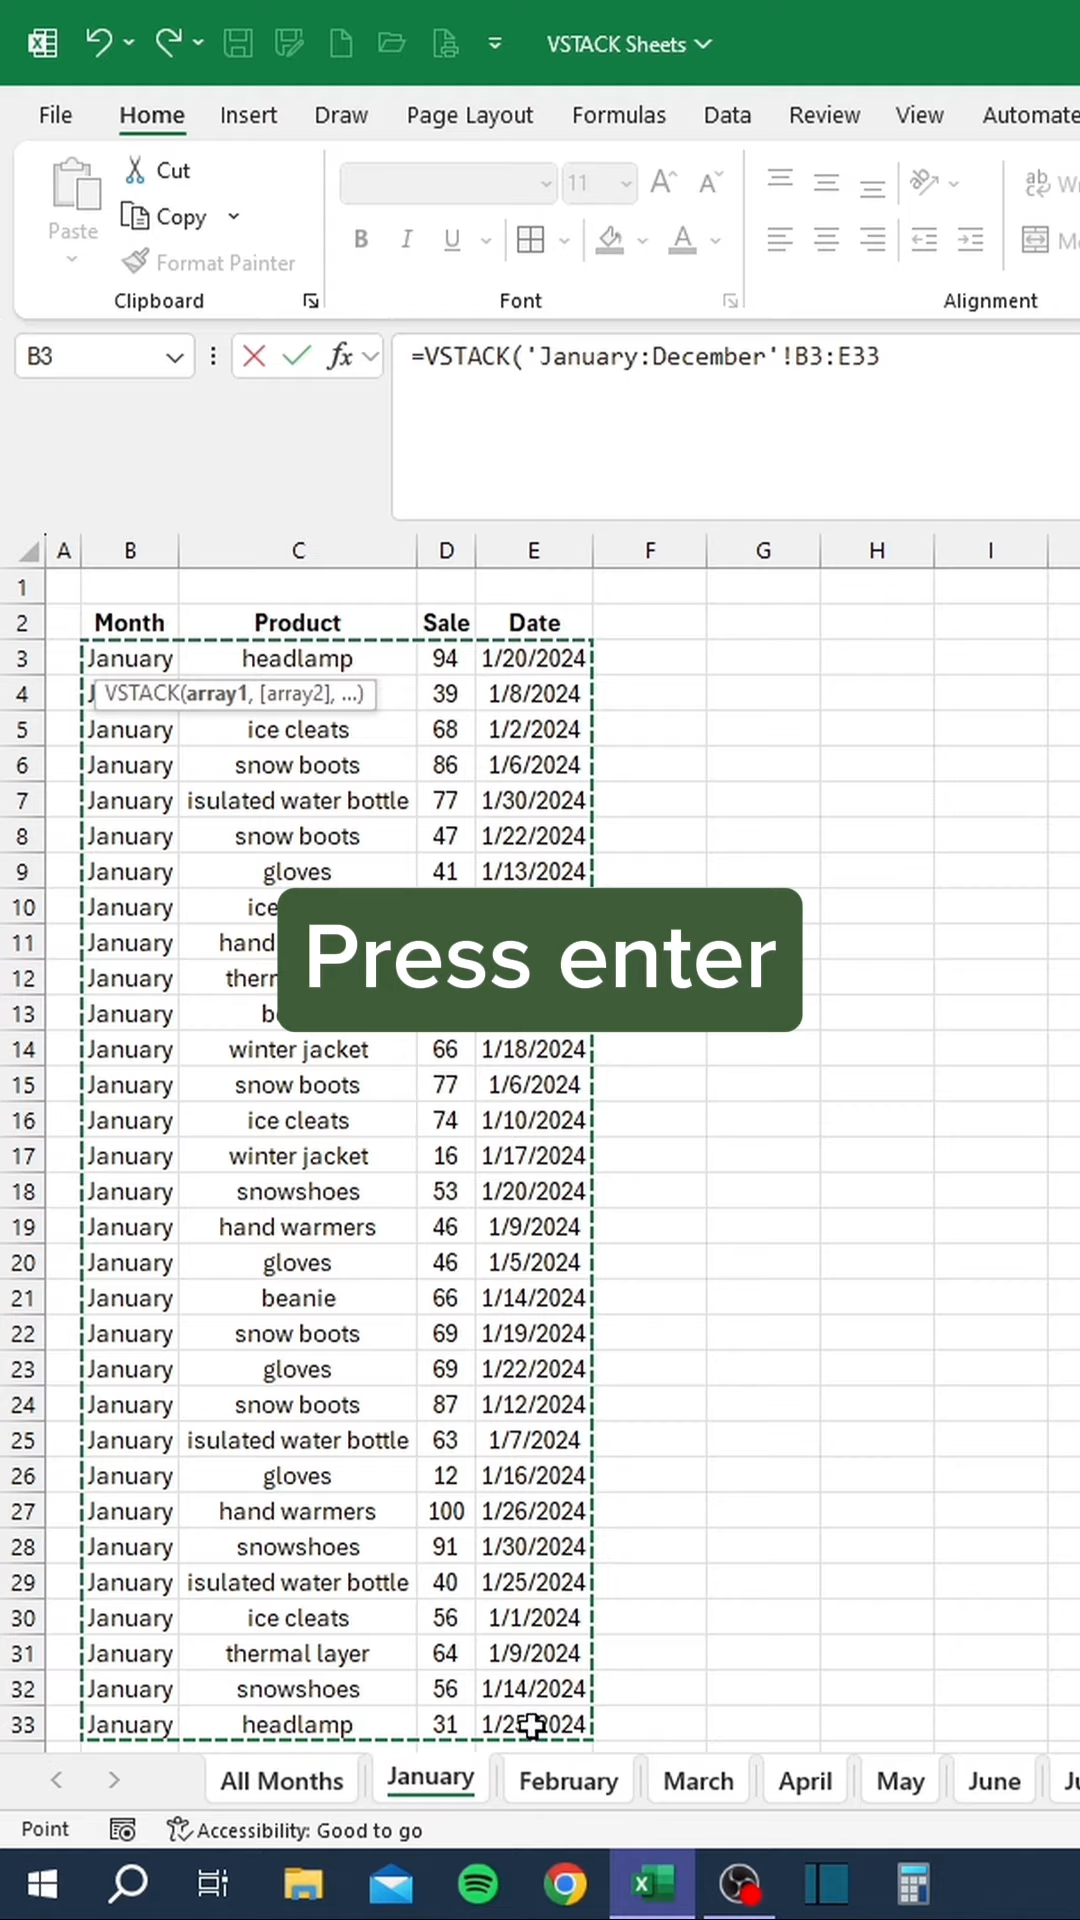 VSTACK Sheets
File Home Insert Draw Page Layout Formulas Data Review View Automate
Paste
Cut
Copy
Format Painter
Clipboard
11
A A
B I U A
Font
ab
Alignment
B3 fx =VSTACK('January:December'!B3:E33
A B C D E F G H I
1
2 Month Product Sale Date
3 January headlamp 94 1/20/2024
4 VSTACK(array1, [array2], ...) 39 1/8/2024
5 January ice cleats 68 1/2/2024
6 January snow boots 86 1/6/2024
7 January isulated water bottle 77 1/30/2024
8 January snow boots 47 1/22/2024
9 January gloves 41 1/13/2024
10 January ice
11 January hand
12 January
13 January
Press enter
14 January winter jacket 66 1/18/2024
15 January snow boots 77 1/6/2024
16 January ice cleats 74 1/10/2024
17 January winter jacket 16 1/17/2024
18 January snowshoes 53 1/20/2024
19 January hand warmers 46 1/9/2024
20 January gloves 46 1/5/2024
21 January beanie 66 1/14/2024
22 January snow boots 69 1/19/2024
23 January gloves 69 1/22/2024
24 January snow boots 87 1/12/2024
25 January isulated water bottle 63 1/7/2024
26 January gloves 12 1/16/2024
27 January hand warmers 100 1/26/2024
28 January snowshoes 91 1/30/2024
29 January isulated water bottle 40 1/25/2024
30 January ice cleats 56 1/1/2024
31 January thermal layer 64 1/9/2024
32 January snowshoes 56 1/14/2024
33 January headlamp 31
All Months January February March April May June
Point Accessibility: Good to go